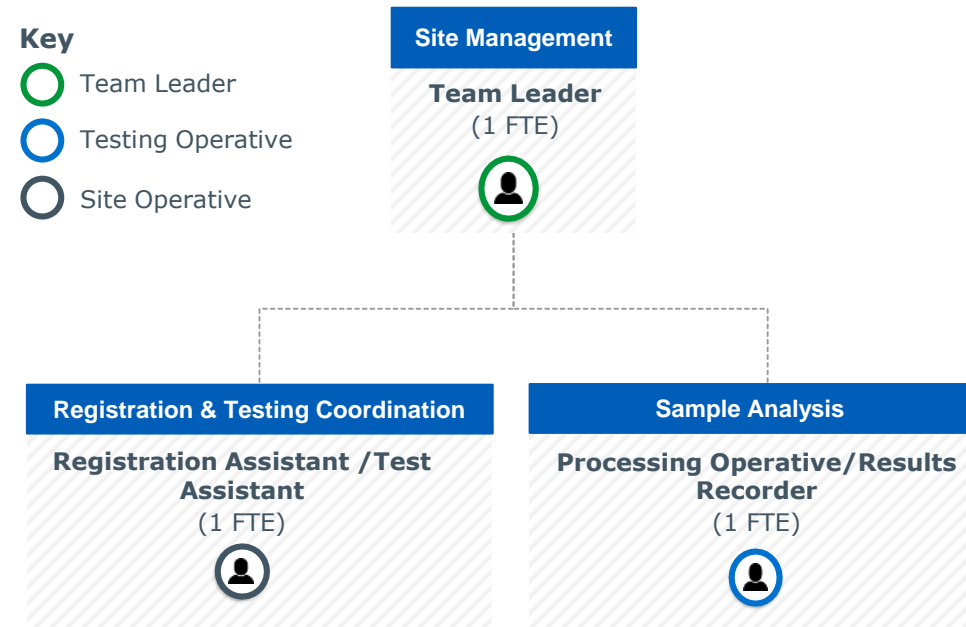 Key
Team Leader
Testing Operative
Site Operative
Site Management
Team Leader
(1 FTE)
Registration & Testing Coordination
Registration Assistant /Test
Assistant
(1 FTE)
Sample Analysis
Processing Operative/Results
Recorder
(1 FTE)